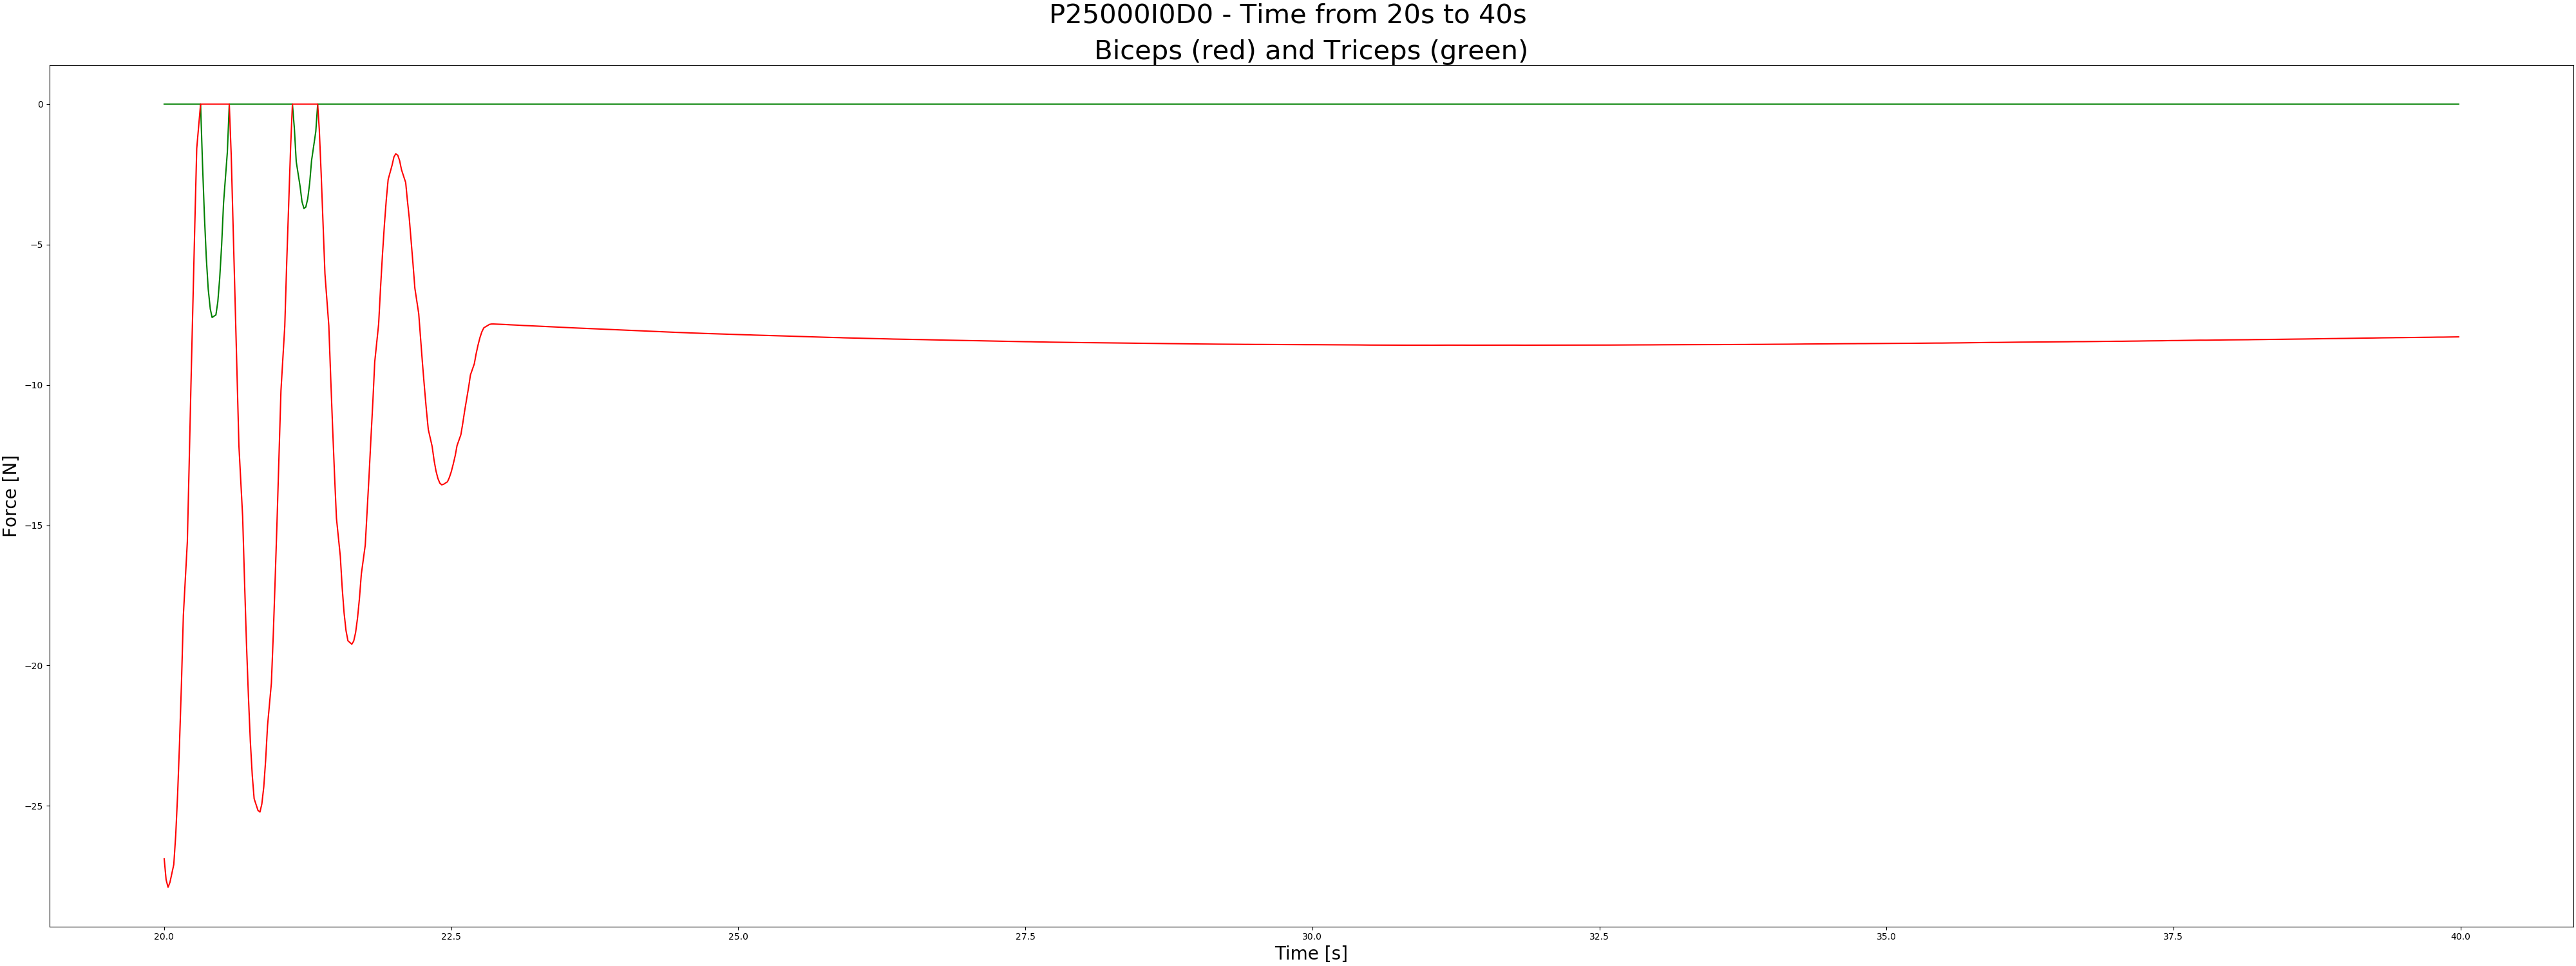 P25000I0D0 - Time from 20s to 40s
Biceps (red) and Triceps (green)
Force [N]
0
−5
−10
−15
−20
−25
20.0 22.5 25.0 27.5 30.0 32.5 35.0 37.5 40.0
Time [s]